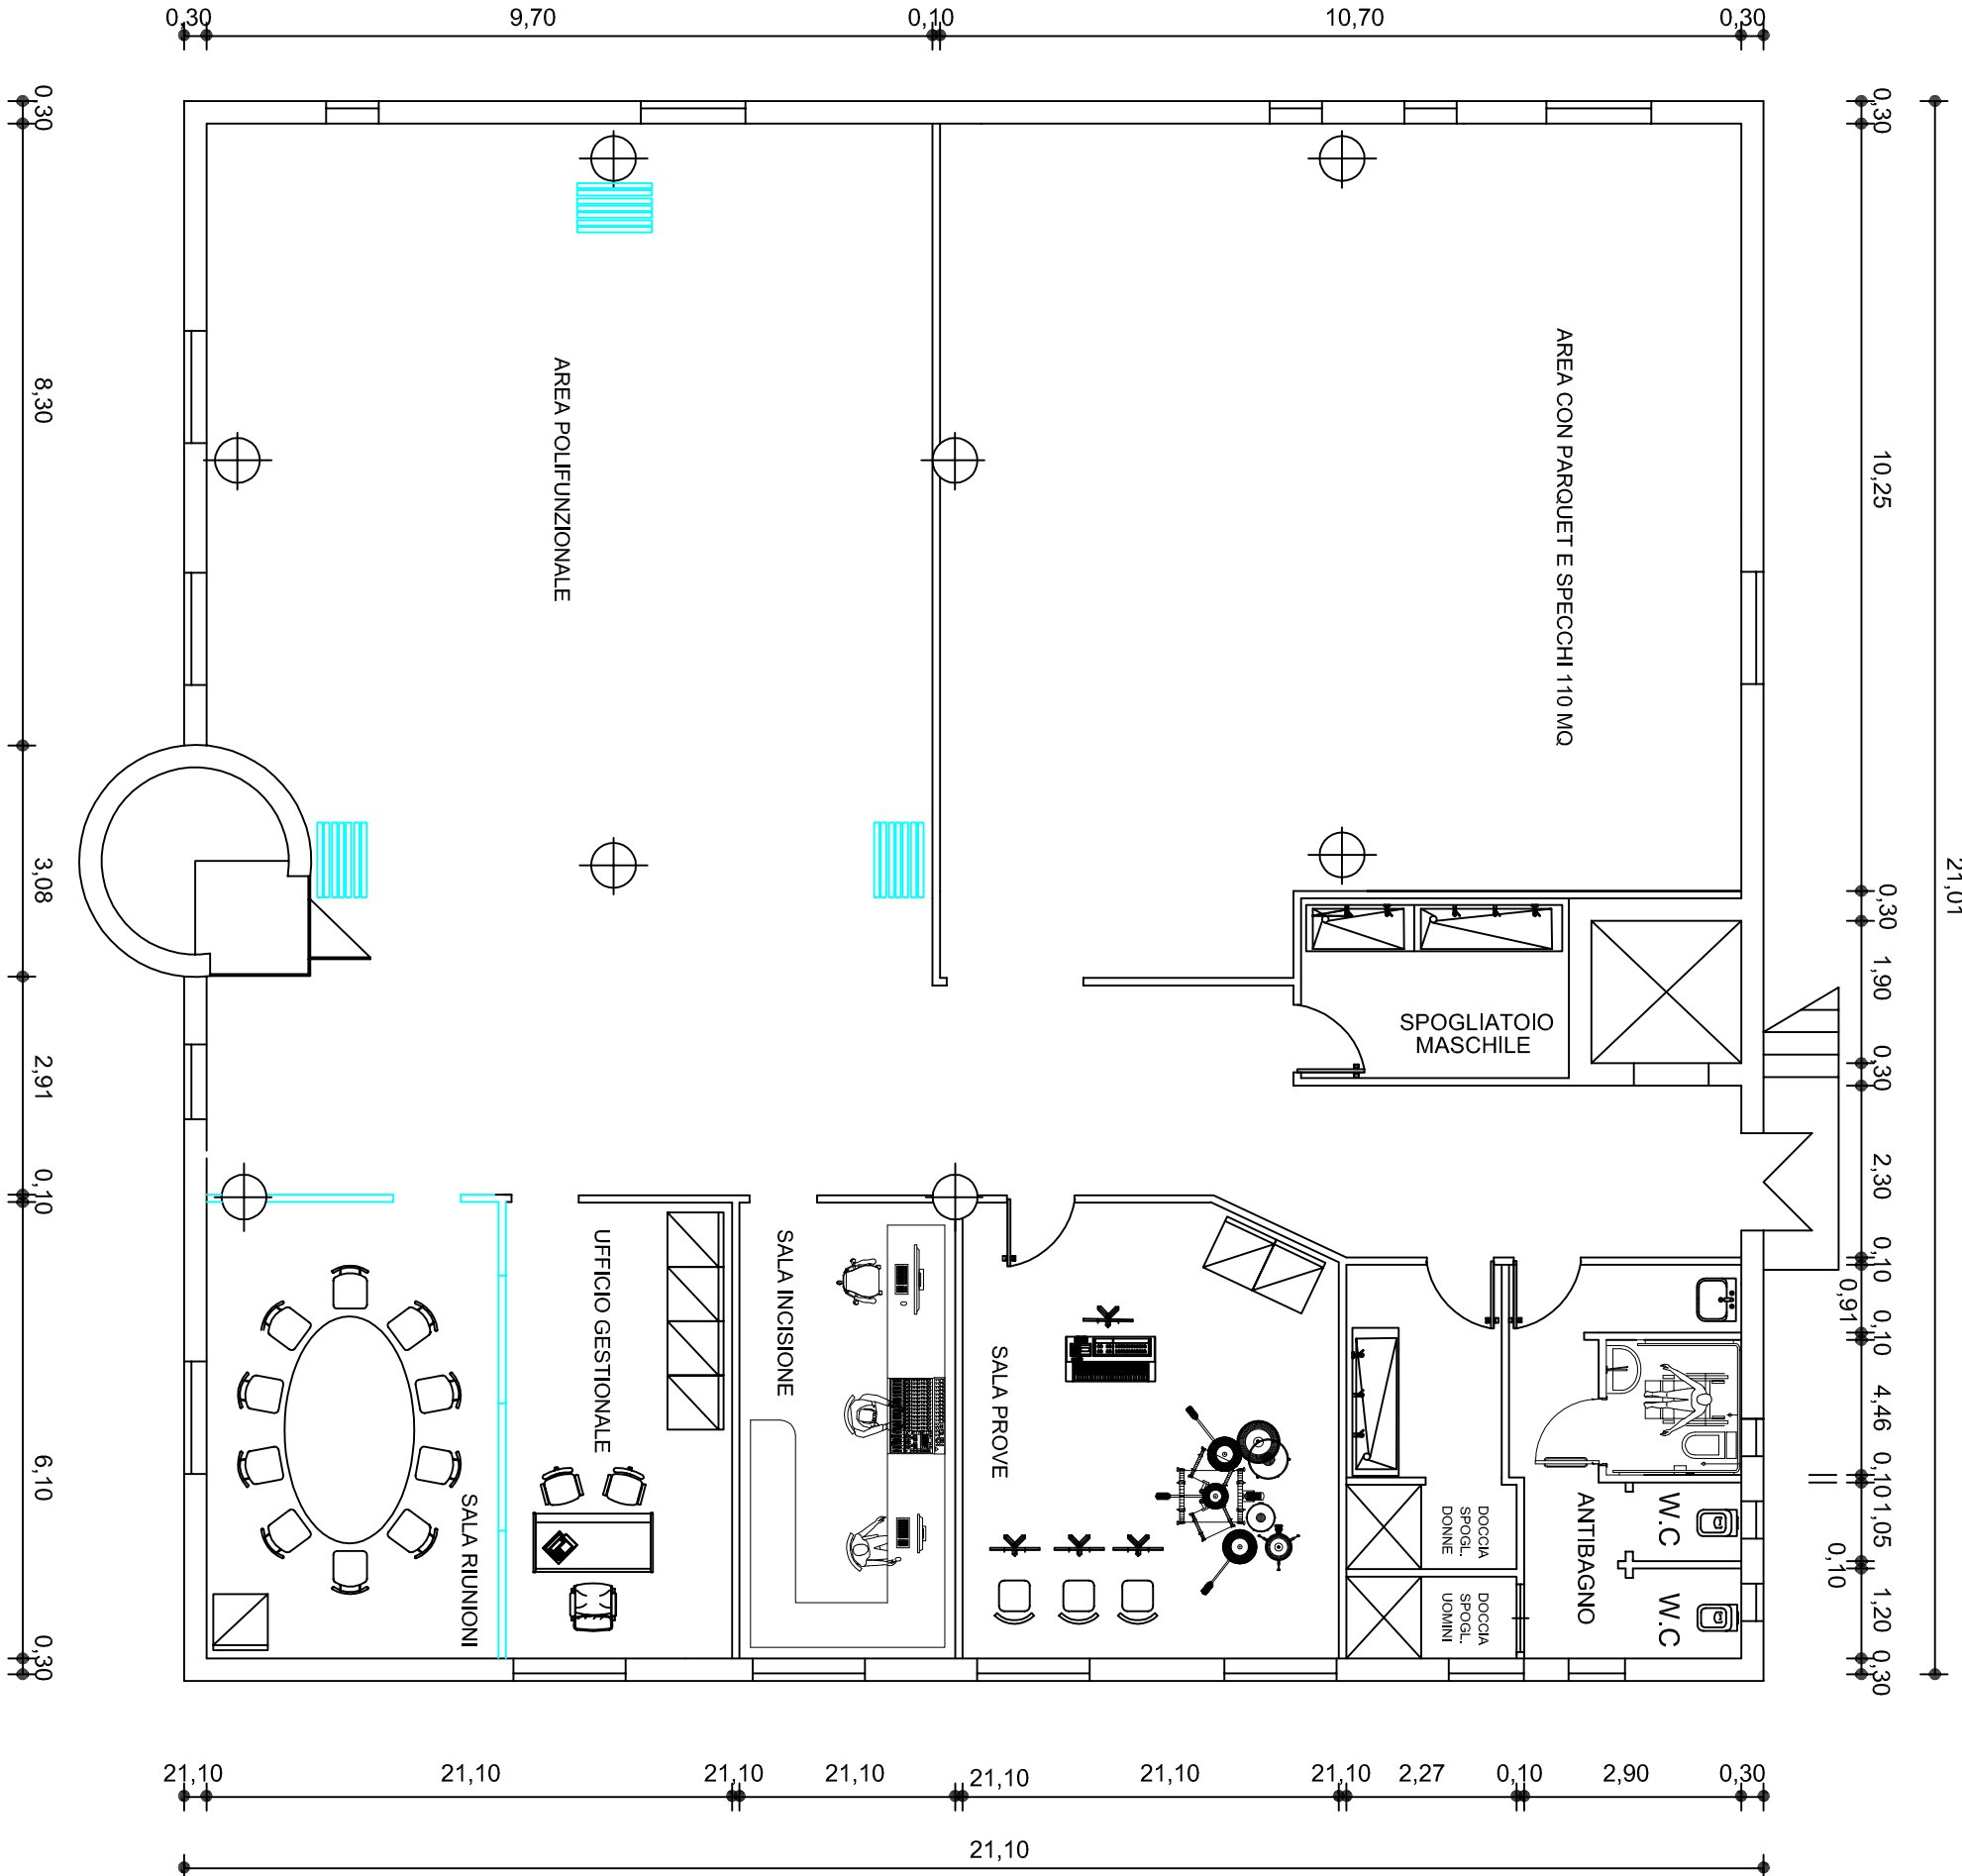 0,30
9,70
0,10
10,70
0,30
0,30
8,30
3,08
2,91
0,10
6,10
0,30
AREA POLIFUNZIONALE
AREA CON PARQUET E SPECCHI 110 MQ
SPOGLIATOIO
MASCHILE
UFFICIO GESTIONALE
SALA INCISIONE
SALA PROVE
SALA RIUNIONI
DOCCIA
SPOGL.
DONNE
DOCCIA
SPOGL.
UOMINI
ANTIBAGNO
W.C
W.C
0,30
10,25
0,30
1,90
0,30
2,30
0,10
0,91
0,10
4,46
0,10
1,05
0,10
1,20
0,30
21,01
21,10
21,10
21,10
21,10
21,10
21,10
21,10
2,27
0,10
2,90
0,30
21,10